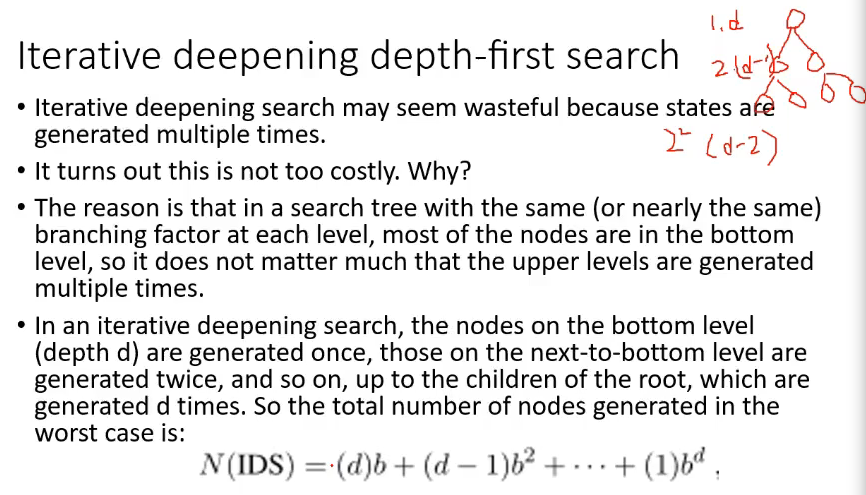 Iterative deepening depth-first search
1.d
2(d-1)
2² (d-2)
• Iterative deepening search may seem wasteful because states are
generated multiple times.
• It turns out this is not too costly. Why?
• The reason is that in a search tree with the same (or nearly the same)
branching factor at each level, most of the nodes are in the bottom
level, so it does not matter much that the upper levels are generated
multiple times.
• In an iterative deepening search, the nodes on the bottom level
(depth d) are generated once, those on the next-to-bottom level are
generated twice, and so on, up to the children of the root, which are
generated d times. So the total number of nodes generated in the
worst case is:
N(IDS) = (d)b + (d − 1)b² + ··· + (1)b^d ,